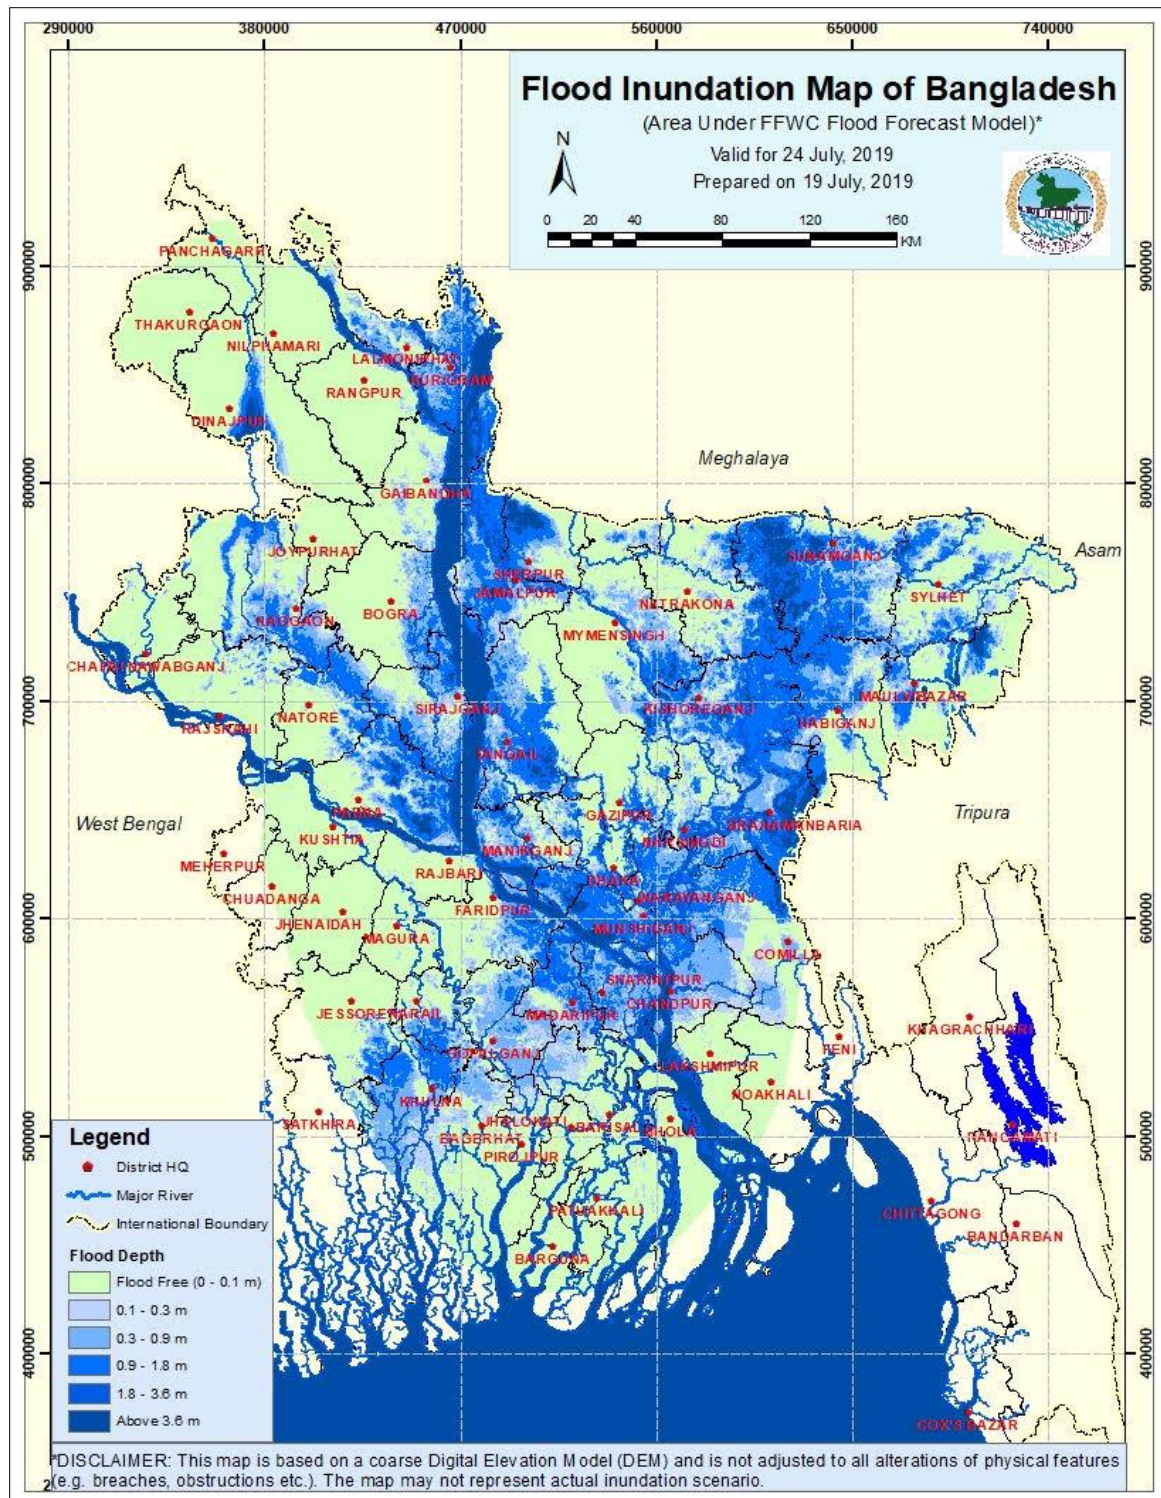 290000 380000 470000 560000 650000 740000
Flood Inundation Map of Bangladesh
(Area Under FFWC Flood Forecast Model)*
N
Valid for 24 July, 2019
Prepared on 19 July, 2019
0 20 40 80 120 160
KM
900000 900000
PANCHAGARH
THAKURGAON
NILPHAMARI
LALMONIRHAT
KURIGRAM
RANGPUR
DINAJPUR
Meghalaya
800000 800000
GAIBANDHA
JOYPURHAT
SUNAMGANJ
Asam
SHERPUR
JAMALPUR
NETRAKONA
SYLHET
BOGRA
NAOGAON
MYMENSINGH
CHAPAINAWABGANJ
MAULVIBAZAR
700000 700000
NATORE
SIRAJGANJ
KISHOREGANJ
HABIGANJ
RAJSHAHI
TANGAIL
West Bengal
PABNA
GAZIPUR
BRAHAMANBARIA
Tripura
KUSHTIA
MANIKGANJ
NARSINGDI
MEHERPUR
RAJBARI
DHAKA
CHUADANGA
FARIDPUR
NARAYANGANJ
600000 600000
JHENAIDAH
MAGURA
MUNSHIGANJ
COMILLA
SHARIATPUR
JESSORE
NARAIL
MADARIPUR
CHANDPUR
KHAGRACHHARI
GOPALGANJ
LAKSHMIPUR
FENI
KHULNA
NOAKHALI
SATKHIRA
JHALOKATI
BARISAL
BHOLA
500000 500000
BAGERHAT
PIROJPUR
RANGAMATI
PATUAKHALI
CHITTAGONG
BANDARBAN
BARGUNA
Legend
District HQ
Major River
International Boundary
Flood Depth
Flood Free (0 - 0.1 m)
0.1 - 0.3 m
0.3 - 0.9 m
0.9 - 1.8 m
1.8 - 3.6 m
Above 3.6 m
400000 400000
COX'S BAZAR
*DISCLAIMER: This map is based on a coarse Digital Elevation Model (DEM) and is not adjusted to all alterations of physical features
(e.g. breaches, obstructions etc.). The map may not represent actual inundation scenario.